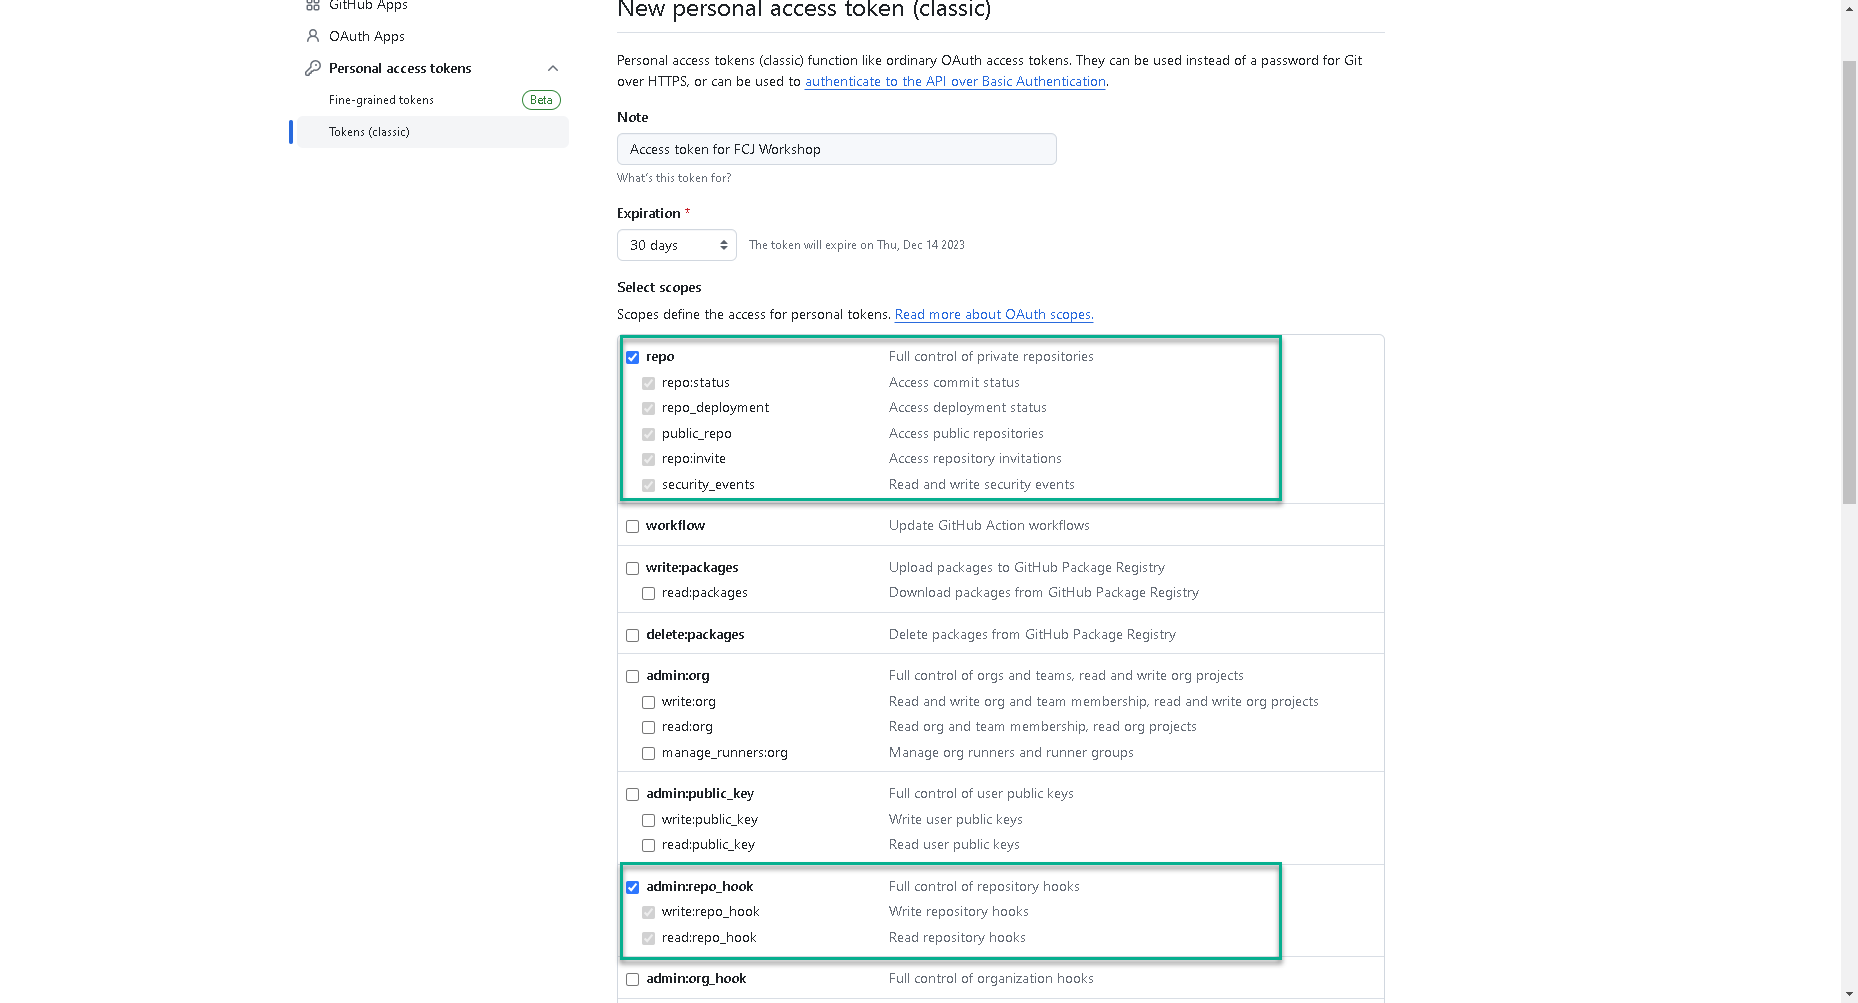 GitHub Apps
OAuth Apps
Personal access tokens
Fine-grained tokens Beta
Tokens (classic)
New personal access token (classic)
Personal access tokens (classic) function like ordinary OAuth access tokens. They can be used instead of a password for Git
over HTTPS, or can be used to authenticate to the API over Basic Authentication.
Note
Access token for FCJ Workshop
What's this token for?
Expiration *
30 days The token will expire on Thu, Dec 14 2023
Select scopes
Scopes define the access for personal tokens. Read more about OAuth scopes.
repo Full control of private repositories
repo:status Access commit status
repo_deployment Access deployment status
public_repo Access public repositories
repo:invite Access repository invitations
security_events Read and write security events
workflow Update GitHub Action workflows
write:packages Upload packages to GitHub Package Registry
read:packages Download packages from GitHub Package Registry
delete:packages Delete packages from GitHub Package Registry
admin:org Full control of orgs and teams, read and write org projects
write:org Read and write org and team membership, read and write org projects
read:org Read org and team membership, read org projects
manage_runners:org Manage org runners and runner groups
admin:public_key Full control of user public keys
write:public_key Write user public keys
read:public_key Read user public keys
admin:repo_hook Full control of repository hooks
write:repo_hook Write repository hooks
read:repo_hook Read repository hooks
admin:org_hook Full control of organization hooks